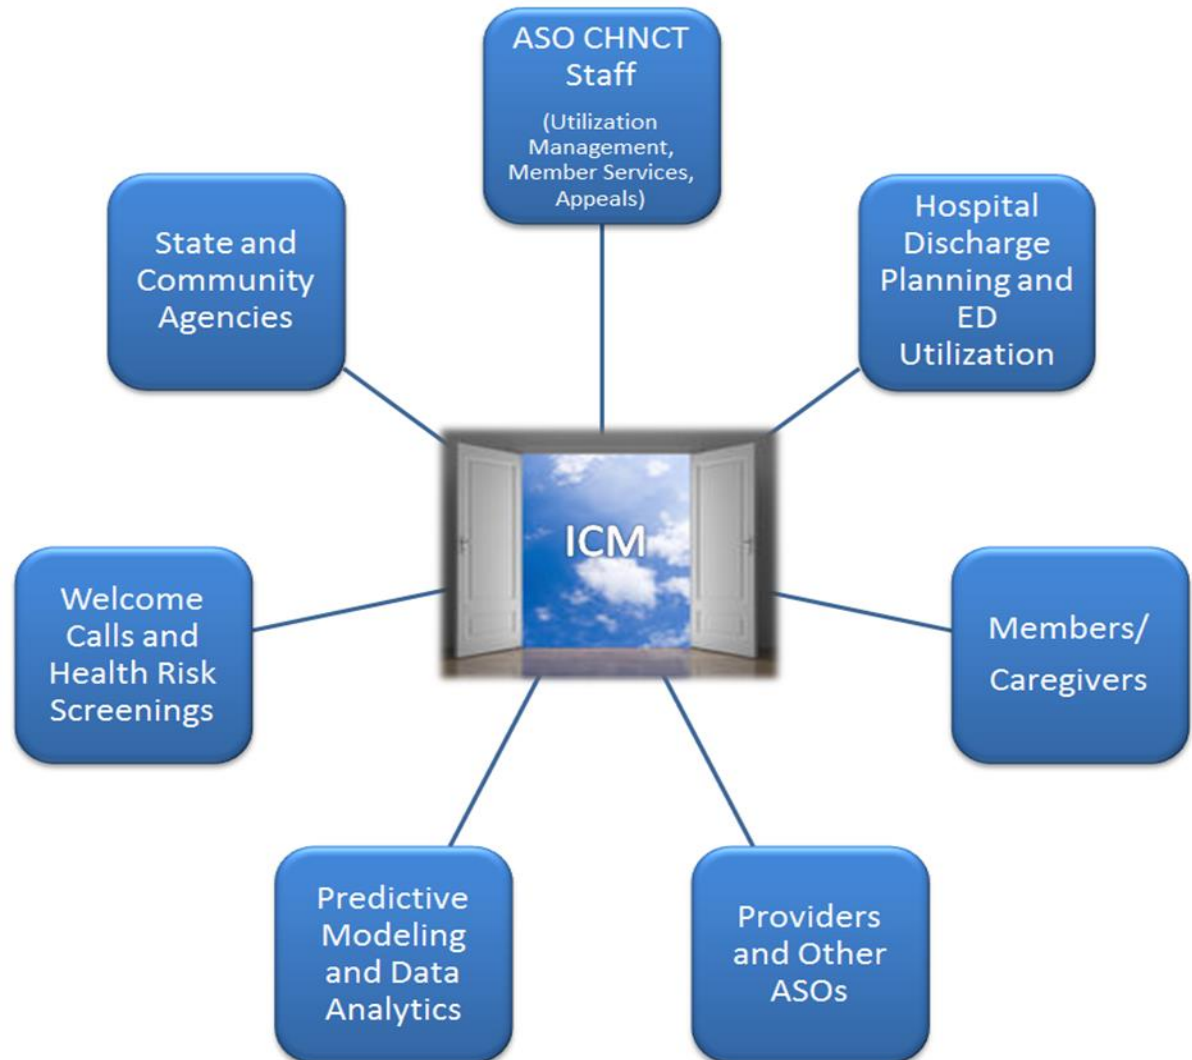 ASO CHNCT
Staff
(Utilization
Management,
Member Services,
Appeals)
State and
Community
Agencies
Hospital
Discharge
Planning and
ED
Utilization
ICM
Welcome
Calls and
Health Risk
Screenings
Members/
Caregivers
Predictive
Modeling
and Data
Analytics
Providers
and Other
ASOs